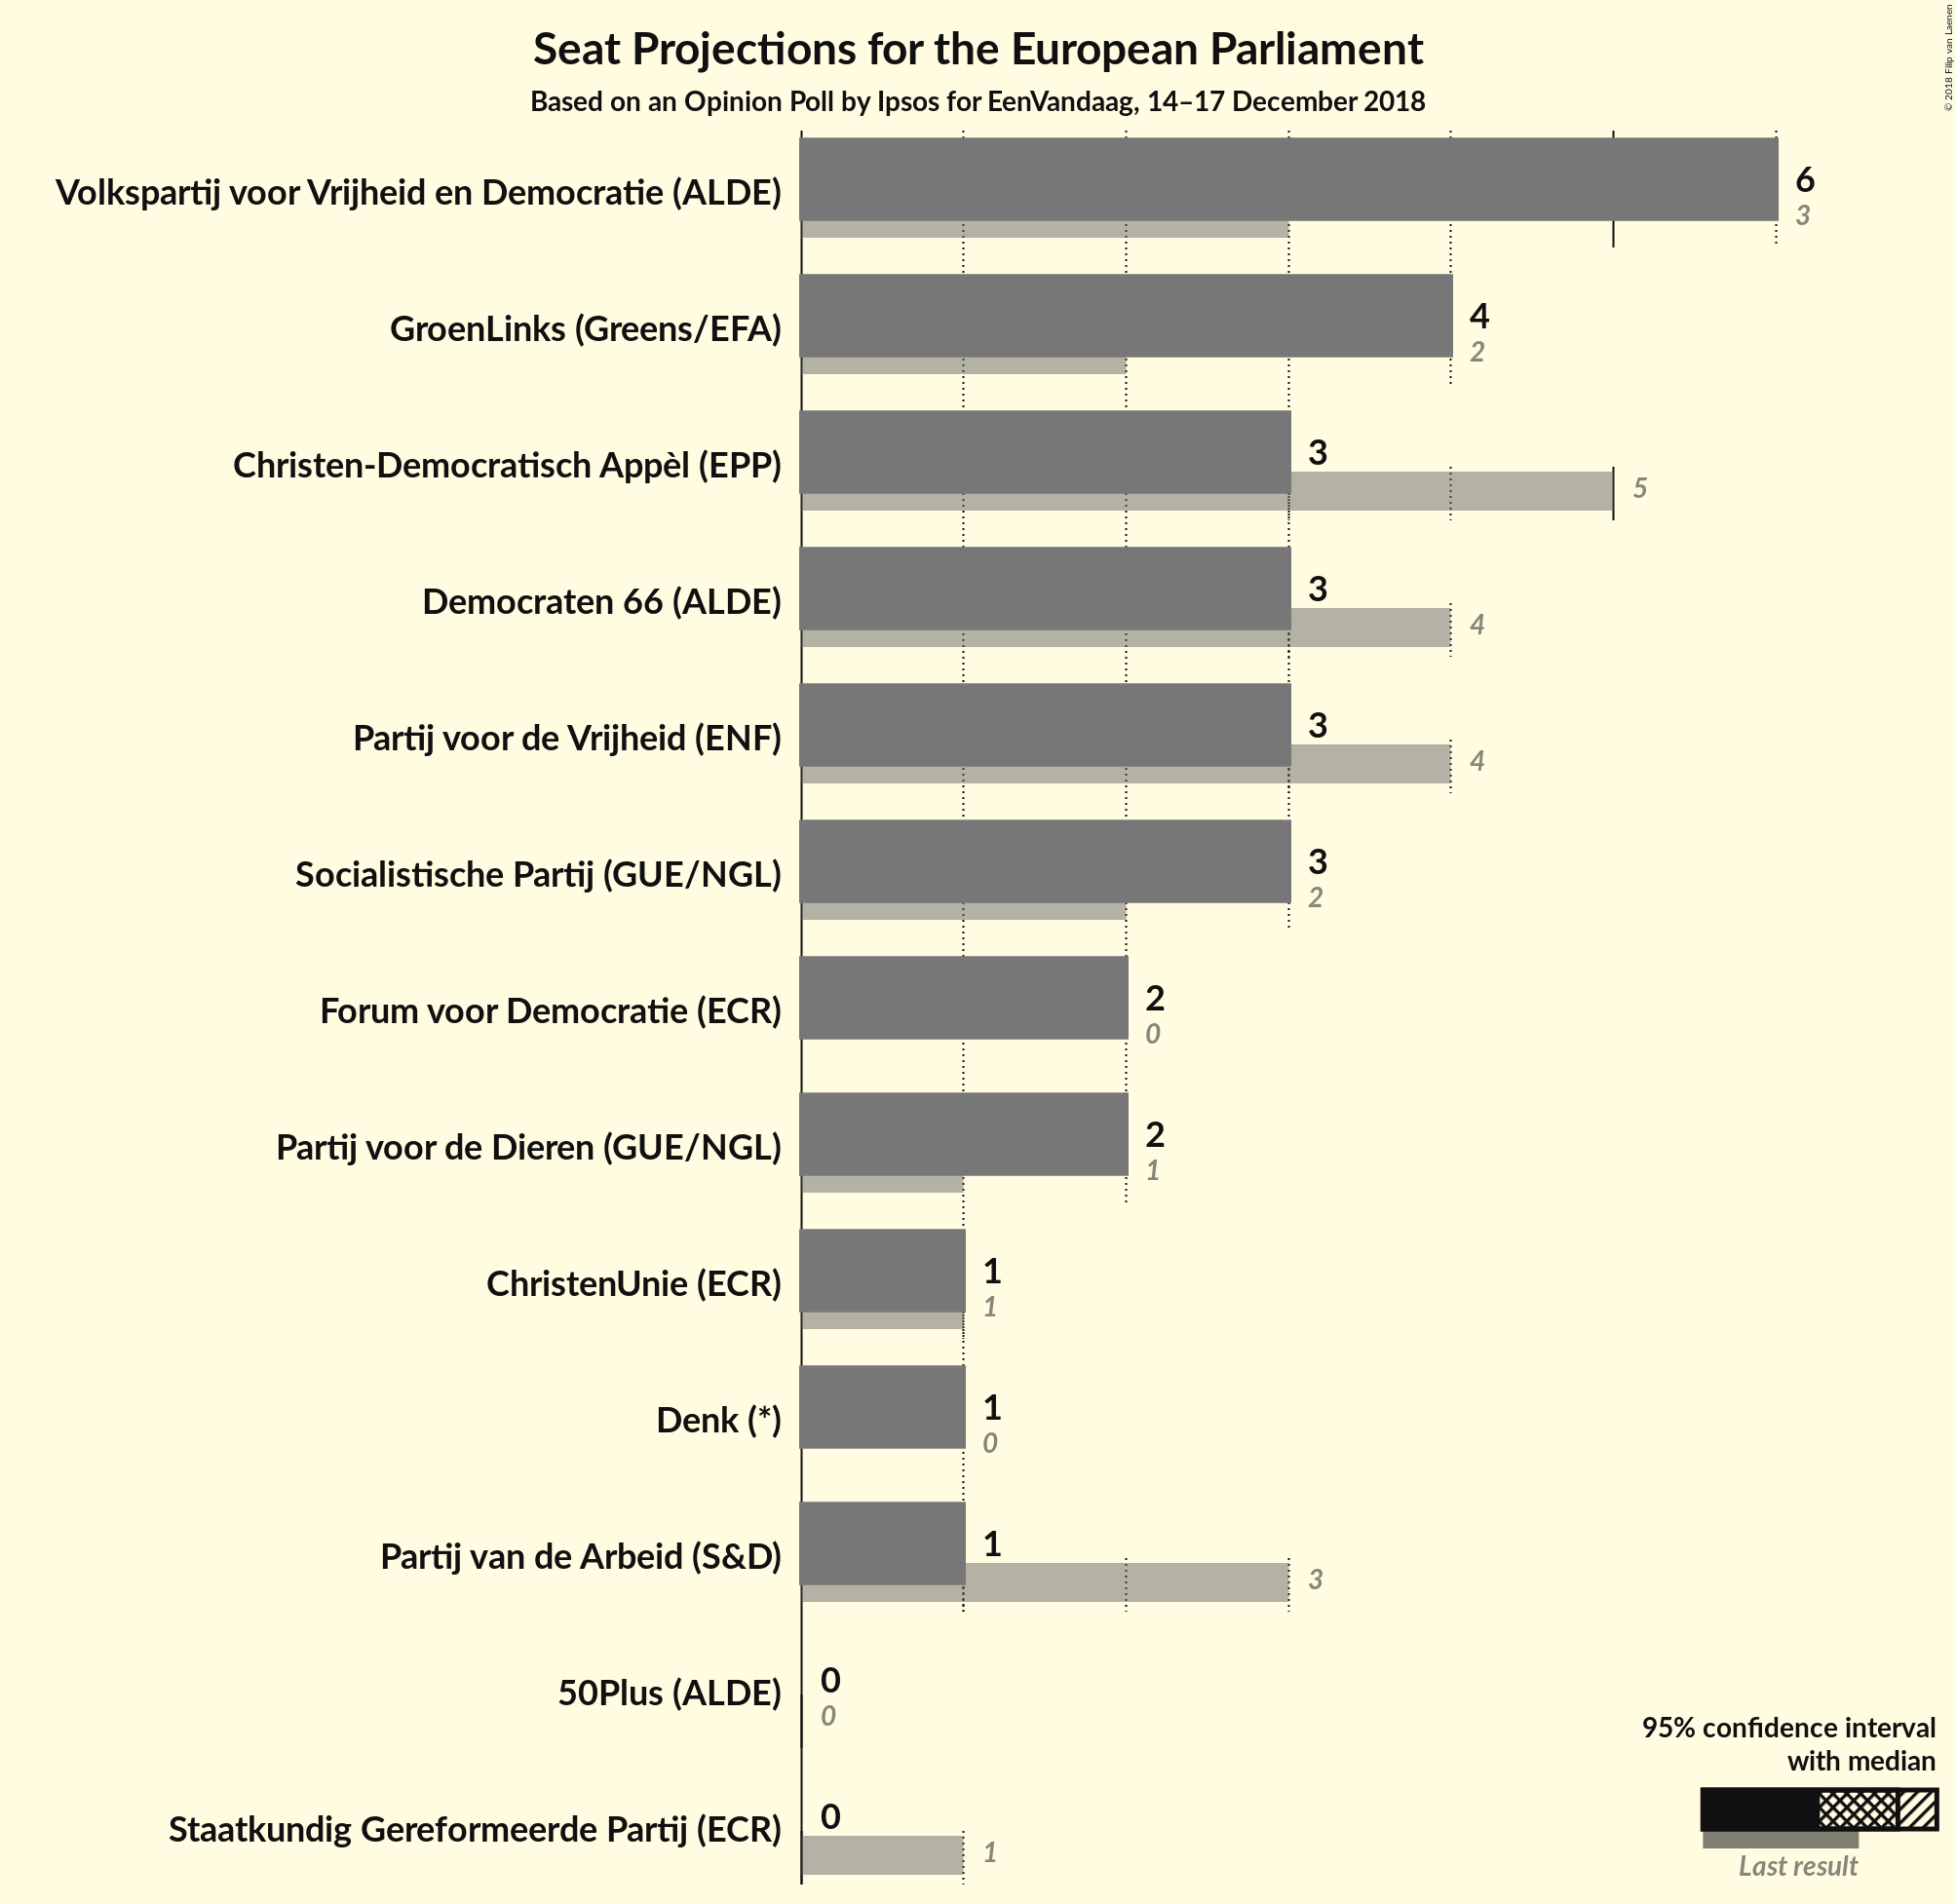 Seat Projections for the European Parliament
Based on an Opinion Poll by Ipsos for EenVandaag, 14–17 December 2018
© 2018 Filip van Laenen
Volkspartij voor Vrijheid en Democratie (ALDE)
6
3
GroenLinks (Greens/EFA)
4
2
Christen-Democratisch Appèl (EPP)
3
5
Democraten 66 (ALDE)
3
4
Partij voor de Vrijheid (ENF)
3
4
Socialistische Partij (GUE/NGL)
3
2
Forum voor Democratie (ECR)
2
0
Partij voor de Dieren (GUE/NGL)
2
1
ChristenUnie (ECR)
1
1
Denk (*)
1
0
Partij van de Arbeid (S&D)
1
3
50Plus (ALDE)
0
0
Staatkundig Gereformeerde Partij (ECR)
0
1
95% confidence interval
with median
Last result